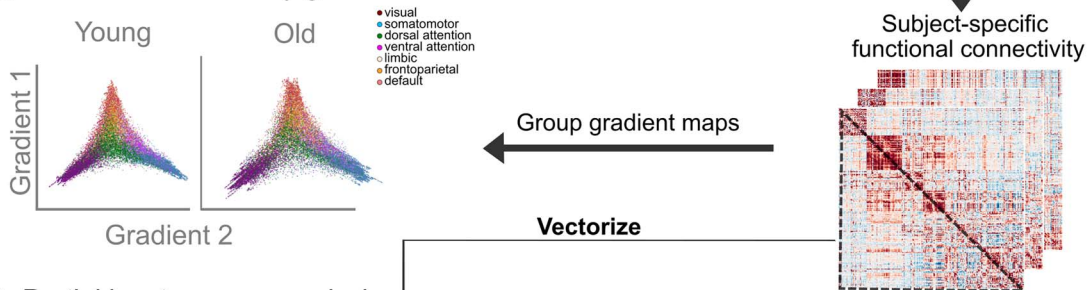 Young
Old
visual
somatomotor
dorsal attention
ventral attention
limbic
frontoparietal
default
Gradient 1
Gradient 2
Group gradient maps
Subject-specific
functional connectivity
Vectorize